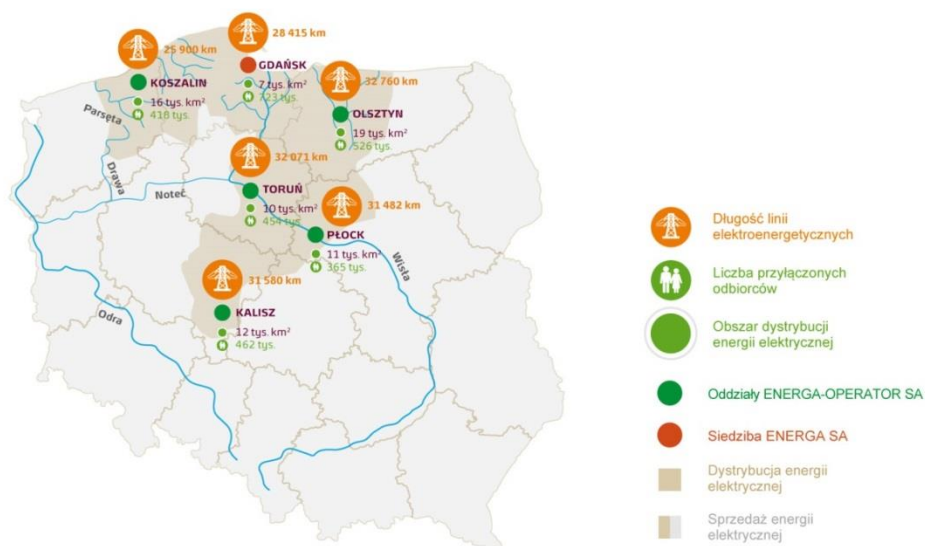 28 415 km
25 900 km
GDAŃSK
7 tys. km²
723 tys.
32 760 km
KOSZALIN
16 tys. km²
418 tys.
Parsęta
OLSZTYN
19 tys. km²
526 tys.
Drawa
32 071 km
Noteć
TORUŃ
10 tys. km²
454 tys.
31 482 km
PŁOCK
11 tys. km²
365 tys.
Wisła
31 580 km
KALISZ
12 tys. km²
462 tys.
Odra
Długość linii
elektroenergetycznych
Liczba przyłączonych
odbiorców
Obszar dystrybucji
energii elektrycznej
Oddziały ENERGA-OPERATOR SA
Siedziba ENERGA SA
Dystrybucja energii
elektrycznej
Sprzedaż energii
elektrycznej